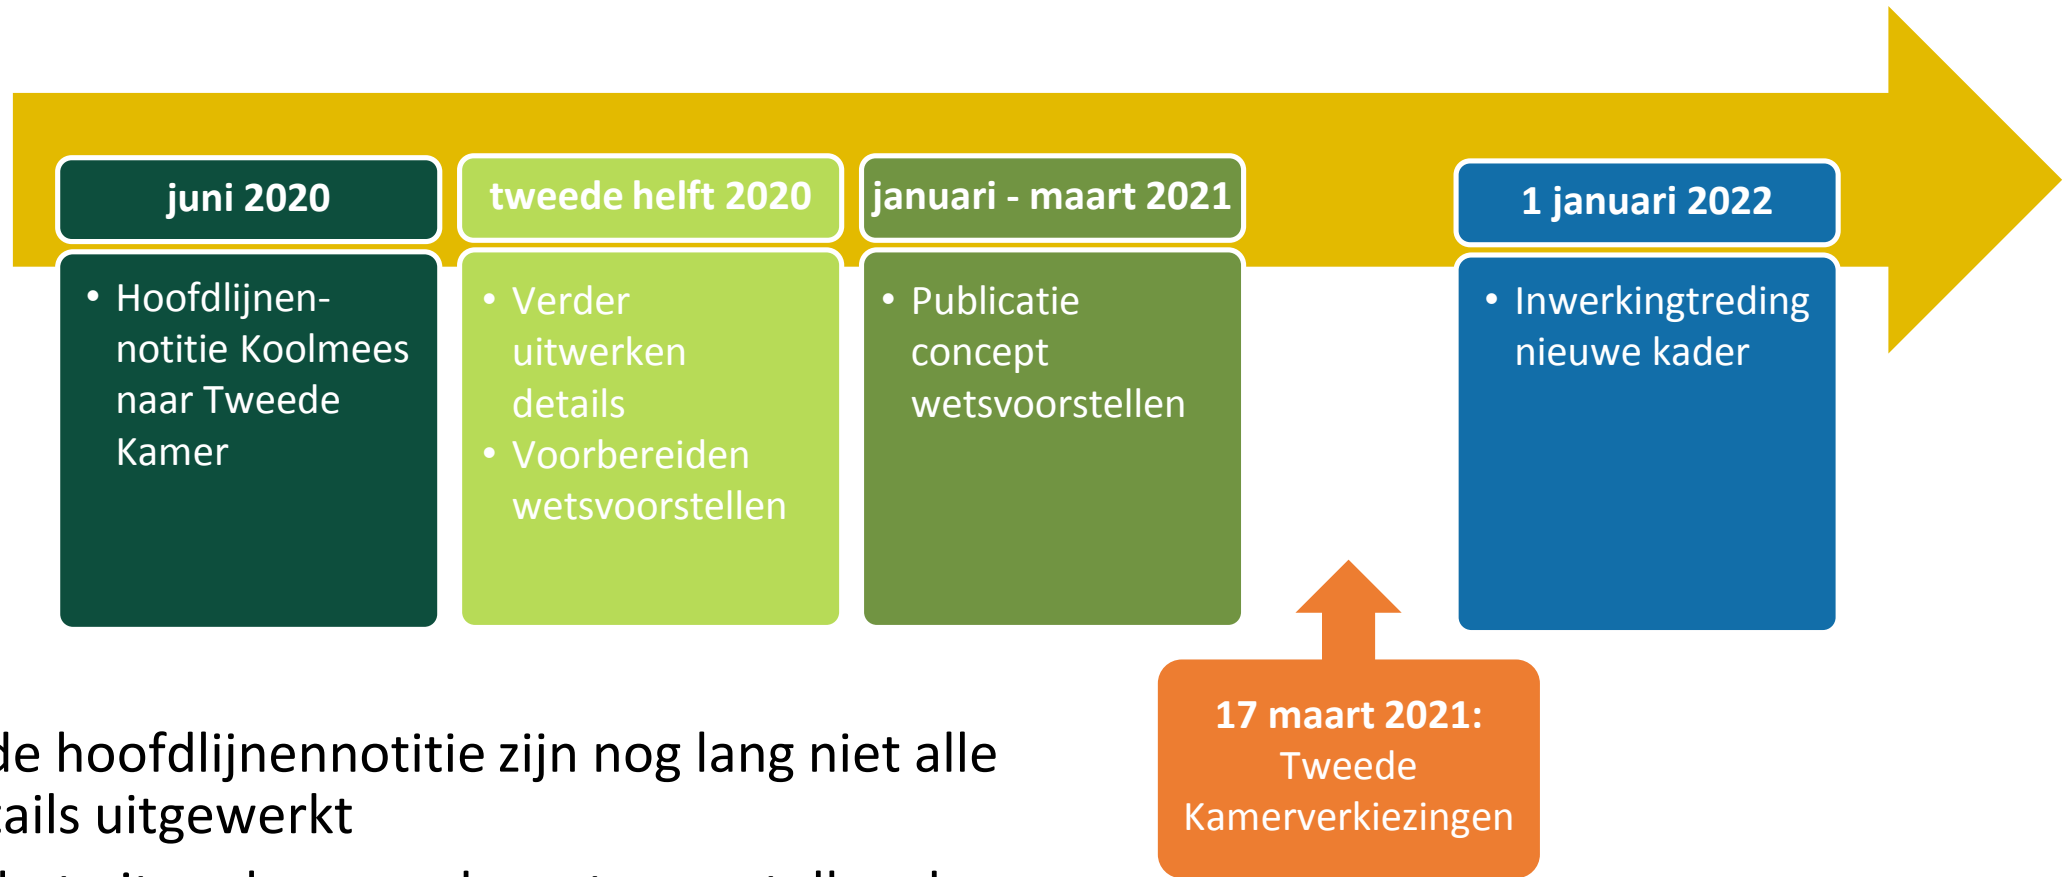 juni 2020
• Hoofdlijnen-
notitie Koolmees
naar Tweede
Kamer
tweede helft 2020
• Verder
uitwerken
details
• Voorbereiden
wetsvoorstellen
januari - maart 2021
• Publicatie
concept
wetsvoorstellen
1 januari 2022
• Inwerkingtreding
nieuwe kader
17 maart 2021:
Tweede
Kamerverkiezingen
de hoofdlijnennotitie zijn nog lang niet alle
tails uitgewerkt